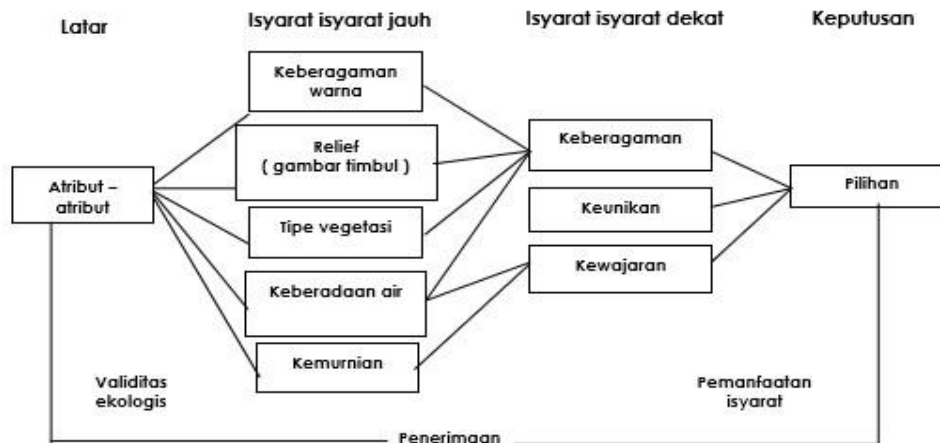 Latar
Isyarat isyarat jauh
Isyarat isyarat dekat
Keputusan
Keberagaman
warna
Relief
( gambar timbul )
Tipe vegetasi
Keberadaan air
Kemurnian
Atribut –
atribut
Keberagaman
Keunikan
Kewajaran
Pilihan
Validitas
ekologis
Pemanfaatan
isyarat
Penerimaan